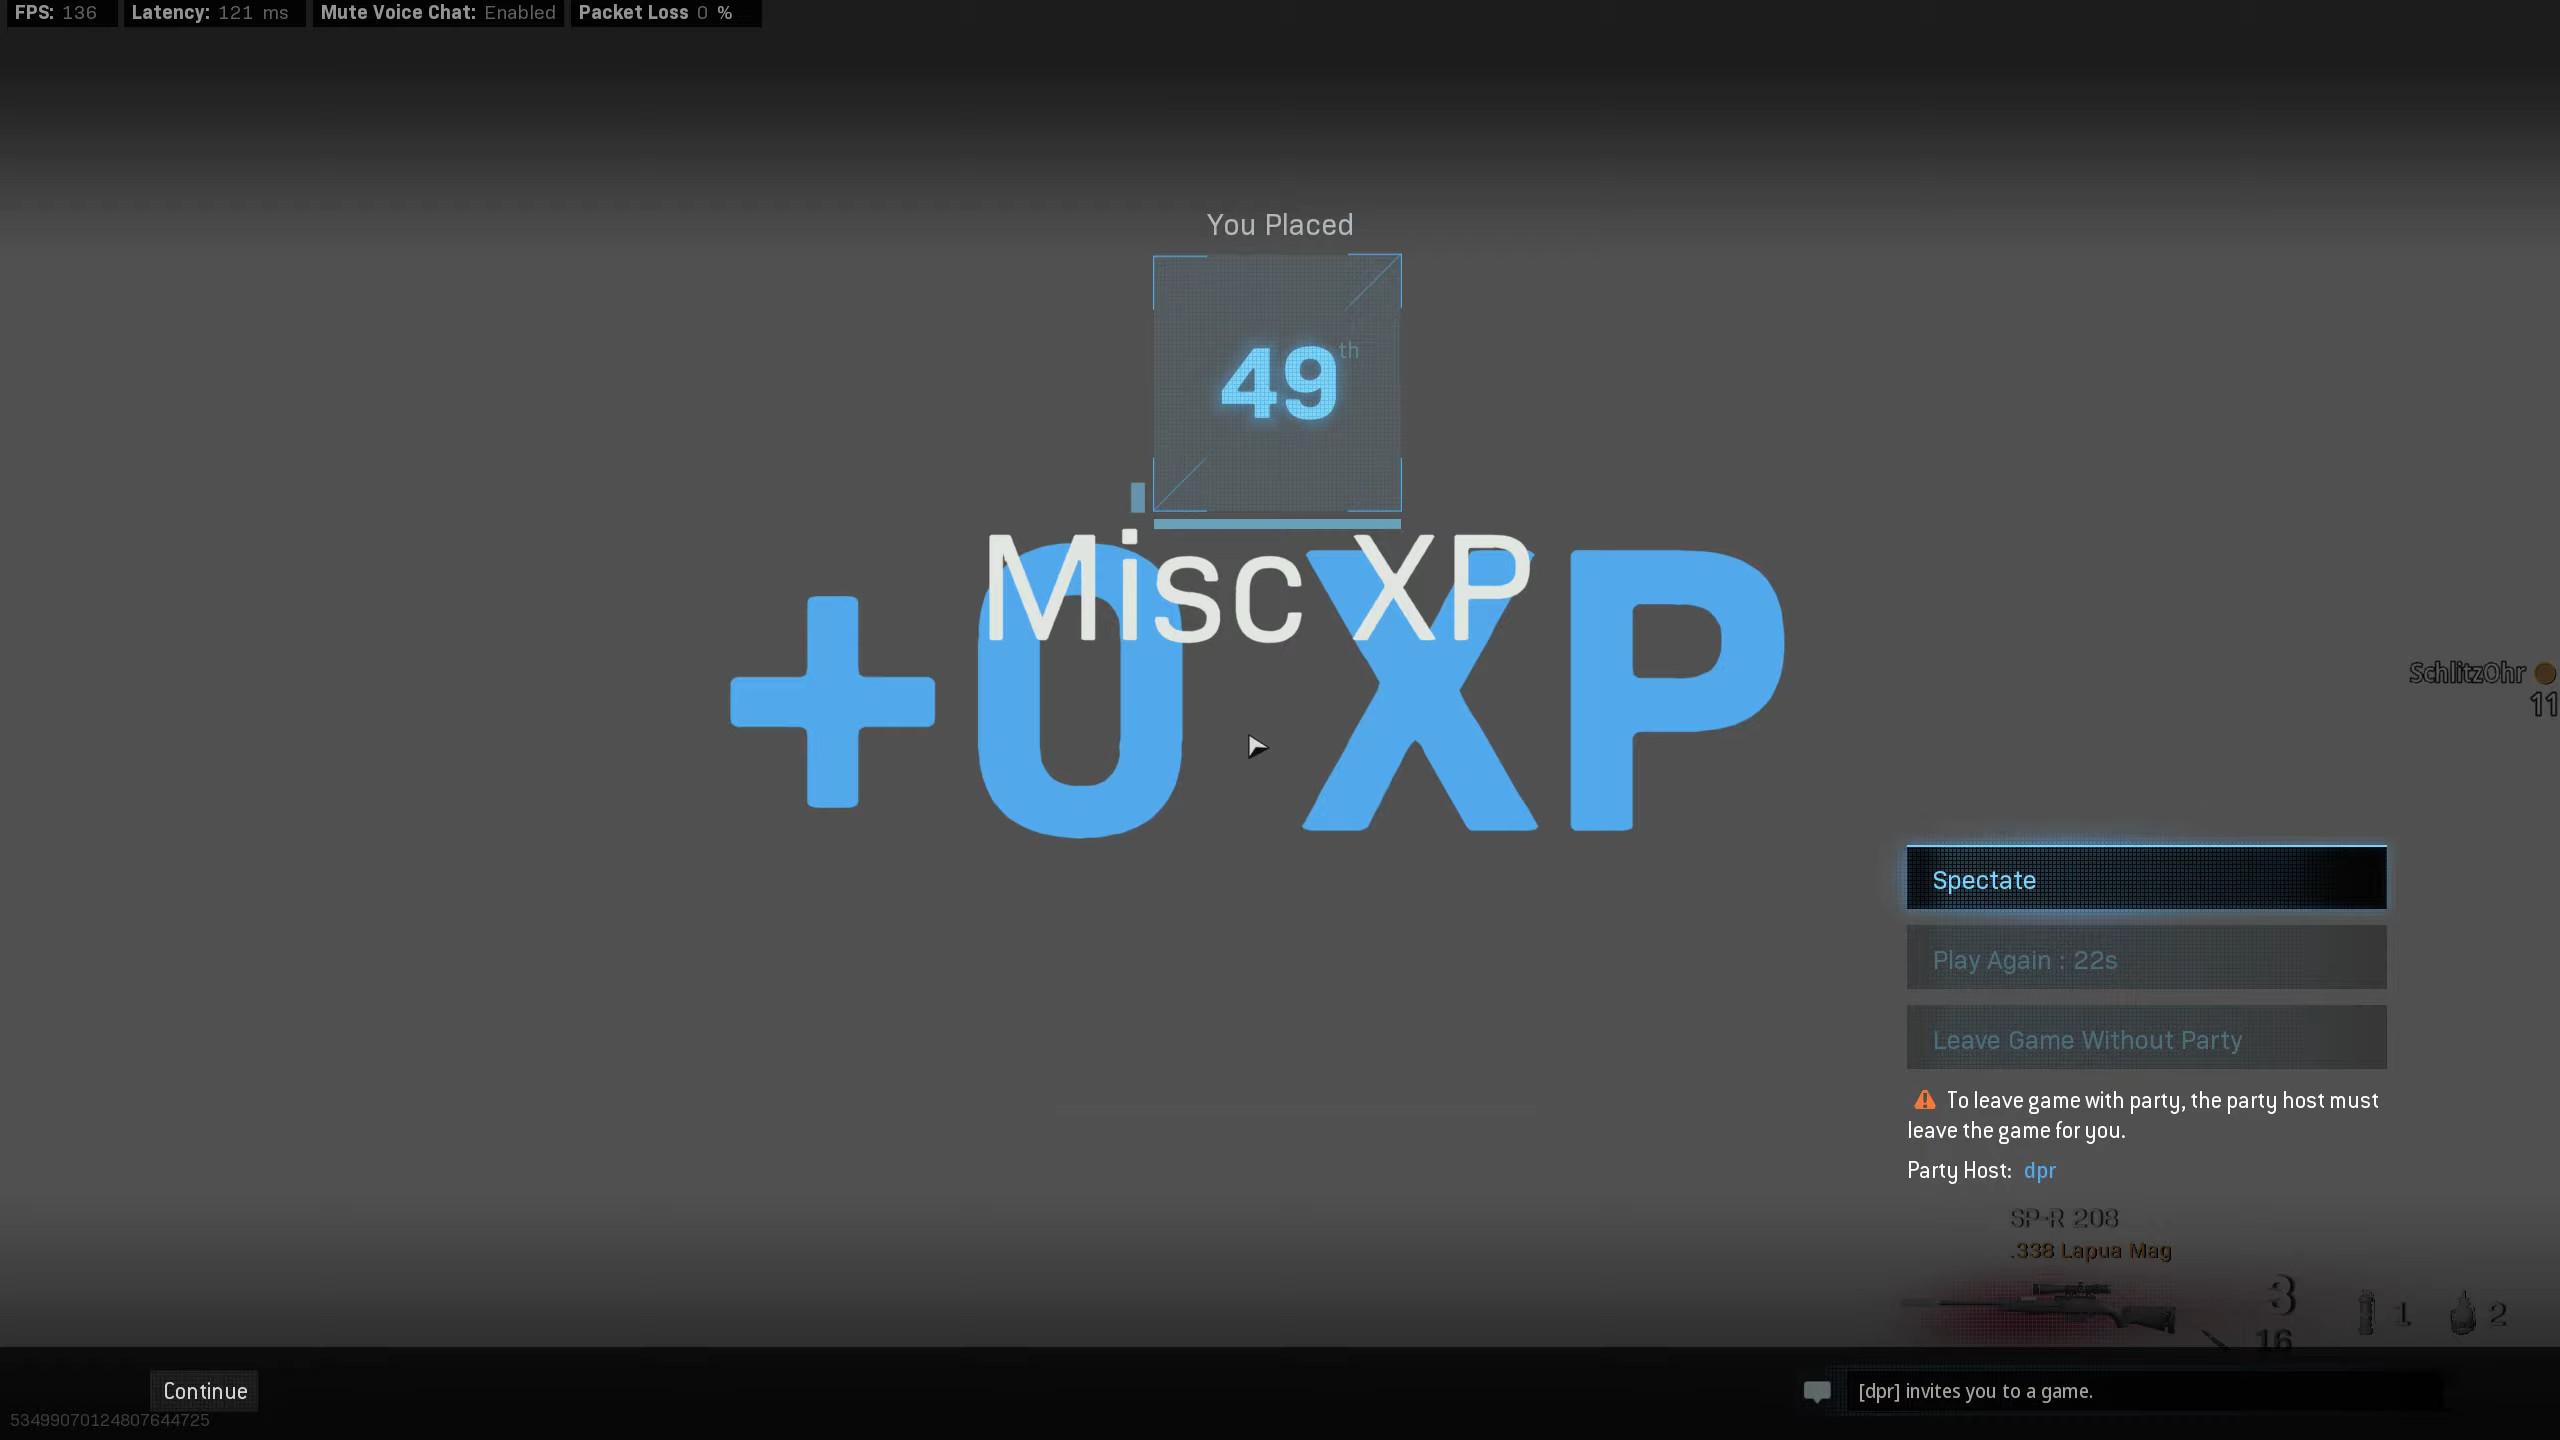 FPS: 136 Latency: 121 ms Mute Voice Chat: Enabled Packet Loss 0 %
You Placed
49th
Misc XP
+0 XP
SchlitzOhr
11
Spectate
Play Again : 22s
Leave Game Without Party
To leave game with party, the party host must
leave the game for you.
Party Host: dpr
SP-R 208
.338 Lapua Mag
3
16
1
2
Continue
[dpr] invites you to a game.
53499070124807644725